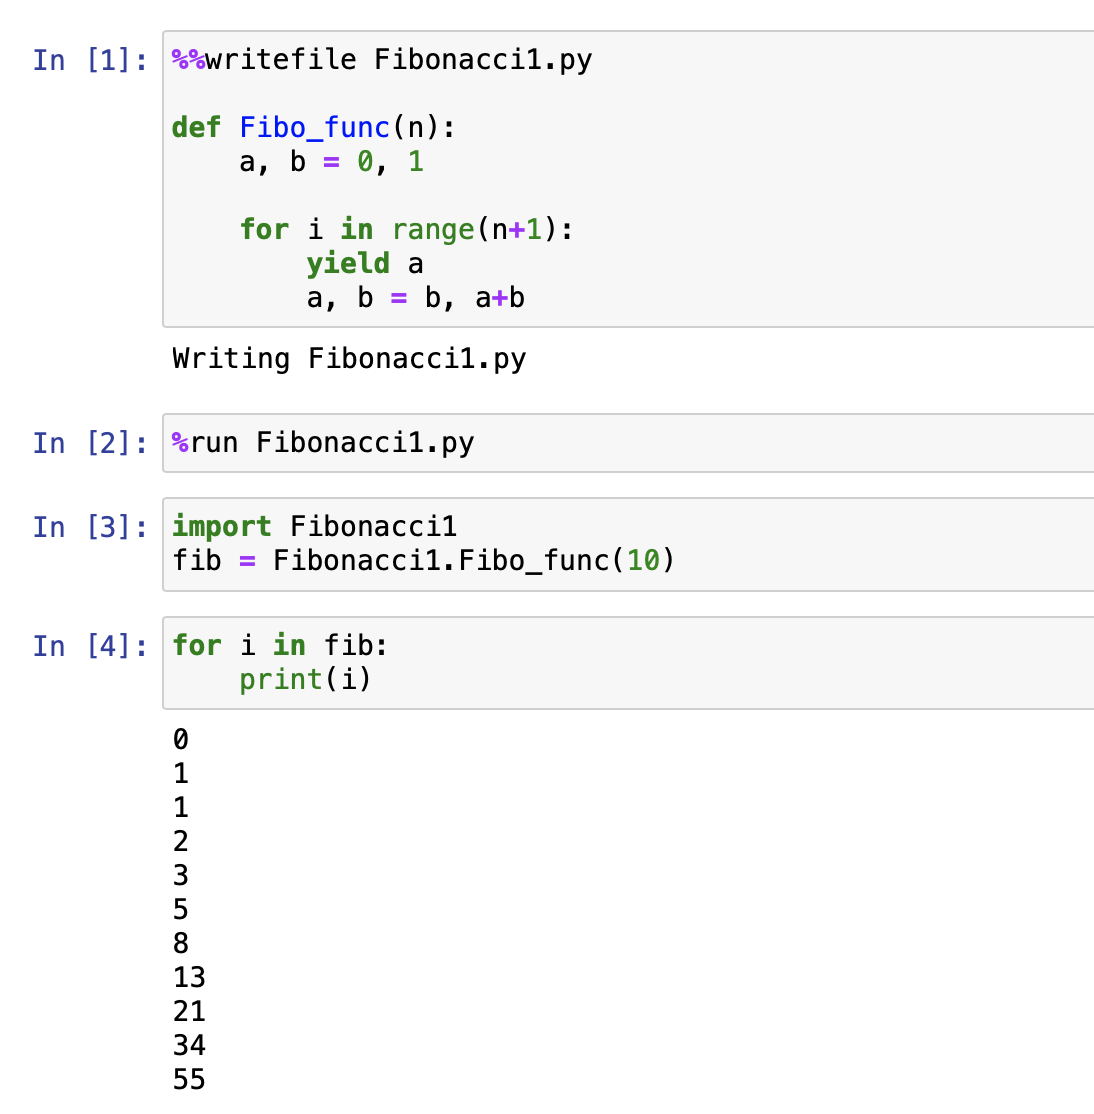 In [1]: %%writefile Fibonacci1.py
def Fibo_func(n):
    a, b = 0, 1
    for i in range(n+1):
        yield a
        a, b = b, a+b
Writing Fibonacci1.py
In [2]: %run Fibonacci1.py
In [3]: import Fibonacci1
fib = Fibonacci1.Fibo_func(10)
In [4]: for i in fib:
    print(i)
0
1
1
2
3
5
8
13
21
34
55